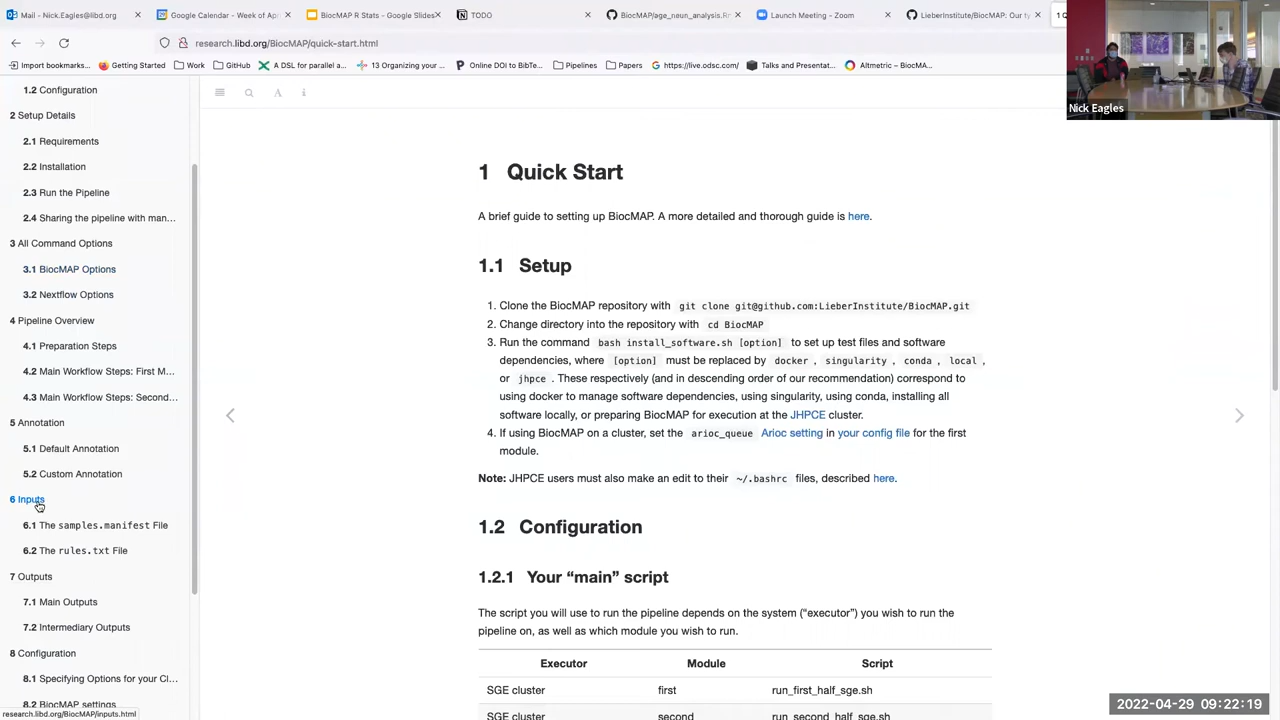 Mail - Nick.Eagles@libd.org
Google Calendar - Week of Ap
BiocMAP R Stats - Google Slides
TODO
BiocMAP/age_neun_analysis.R
Launch Meeting - Zoom
LieberInstitute/BiocMAP: Our t
1 Q
research.libd.org/BiocMAP/quick-start.html
Import bookmarks...
Getting Started
Work
GitHub
A DSL for parallel a...
13 Organizing your ...
Online DOI to BibTe...
Pipelines
Papers
https://live.odsc.com/
Talks and Presentat...
Altmetric – BiocMA...
Nick Eagles
1.2 Configuration
2 Setup Details
2.1 Requirements
2.2 Installation
2.3 Run the Pipeline
2.4 Sharing the pipeline with man...
3 All Command Options
3.1 BiocMAP Options
3.2 Nextflow Options
4 Pipeline Overview
4.1 Preparation Steps
4.2 Main Workflow Steps: First M...
4.3 Main Workflow Steps: Second...
5 Annotation
5.1 Default Annotation
5.2 Custom Annotation
6 Inputs
6.1 The samples.manifest File
6.2 The rules.txt File
7 Outputs
7.1 Main Outputs
7.2 Intermediary Outputs
8 Configuration
8.1 Specifying Options for your Cl...
8.2 BiocMAP settings
research.libd.org/BiocMAP/inputs.html
1 Quick Start
A brief guide to setting up BiocMAP. A more detailed and thorough guide is here.
1.1 Setup
1. Clone the BiocMAP repository with git clone git@github.com:LieberInstitute/BiocMAP.git
2. Change directory into the repository with cd BiocMAP
3. Run the command bash install_software.sh [option] to set up test files and software
dependencies, where [option] must be replaced by docker , singularity , conda , local ,
or jhpce . These respectively (and in descending order of our recommendation) correspond to
using docker to manage software dependencies, using singularity, using conda, installing all
software locally, or preparing BiocMAP for execution at the JHPCE cluster.
4. If using BiocMAP on a cluster, set the arioc_queue Arioc setting in your config file for the first
module.
Note: JHPCE users must also make an edit to their ~/.bashrc files, described here.
1.2 Configuration
1.2.1 Your “main” script
The script you will use to run the pipeline depends on the system (“executor”) you wish to run the
pipeline on, as well as which module you wish to run.
Executor Module Script
SGE cluster first run_first_half_sge.sh
SGE cluster second run_second_half_sge.sh
2022-04-29 09:22:19